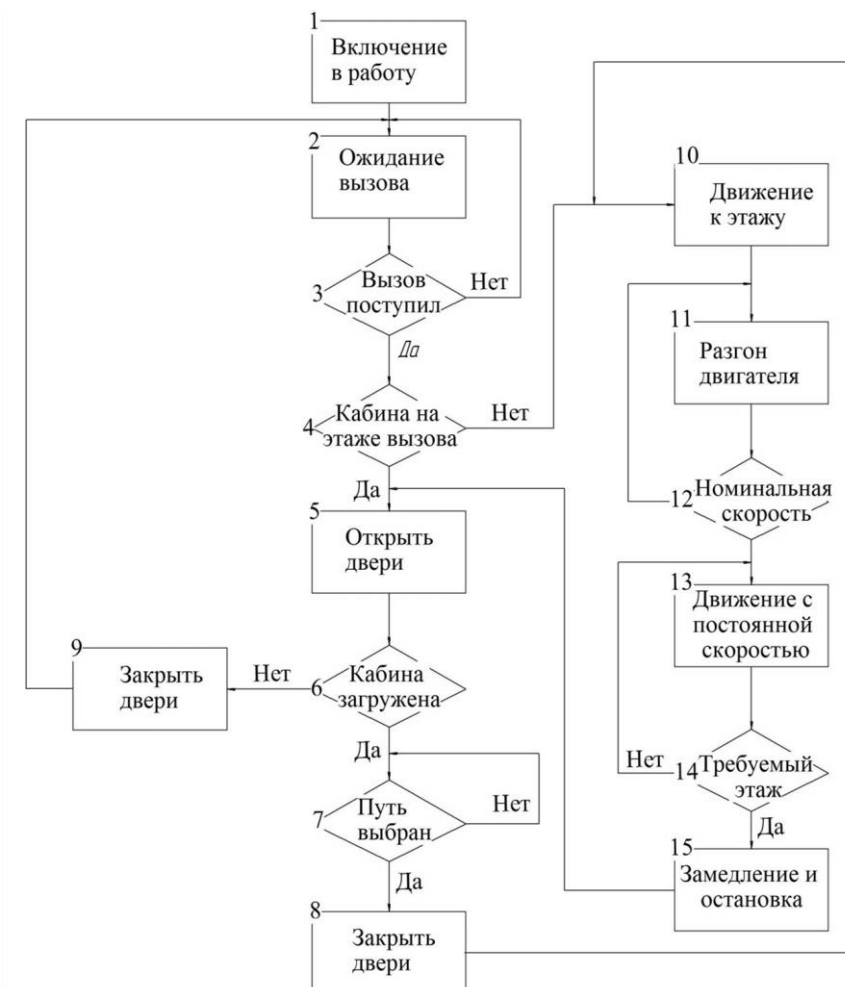 1
Включение
в работу
2
Ожидание
вызова
3
Вызов
поступил
Нет
Да
4
Кабина на
этаже вызова
Нет
Да
5
Открыть
двери
6
Кабина
загружена
Нет
9
Закрыть
двери
Да
7
Путь
выбран
Нет
Да
8
Закрыть
двери
10
Движение
к этажу
11
Разгон
двигателя
12
Номинальная
скорость
13
Движение с
постоянной
скоростью
14
Требуемый
этаж
Нет
Да
15
Замедление и
остановка